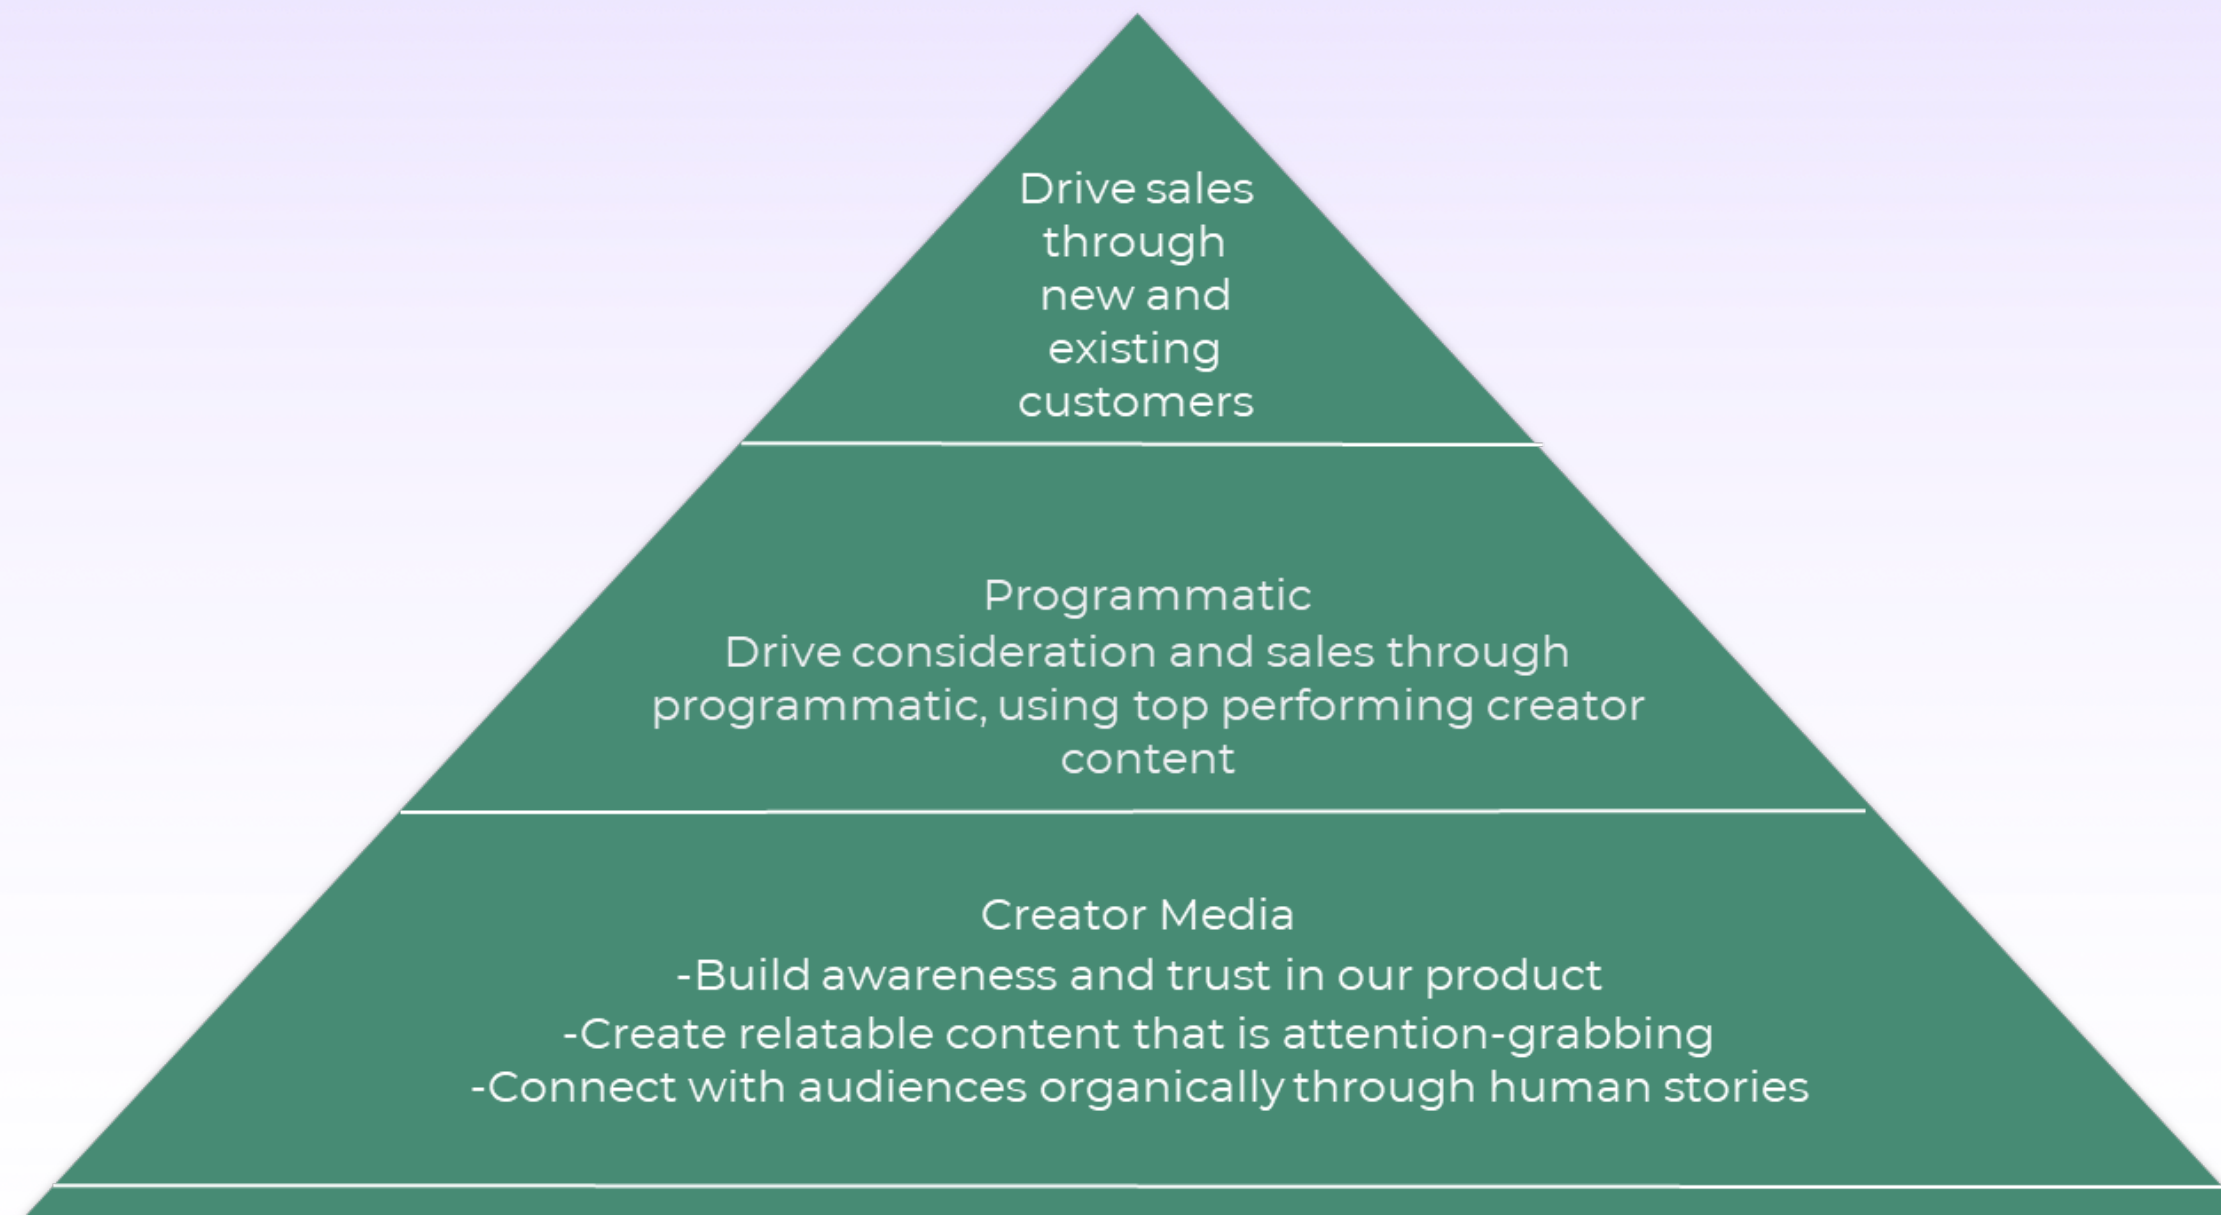 Drive sales
through
new and
existing
customers
Programmatic
Drive consideration and sales through
programmatic, using top performing creator
content
Creator Media
-Build awareness and trust in our product
-Create relatable content that is attention-grabbing
-Connect with audiences organically through human stories